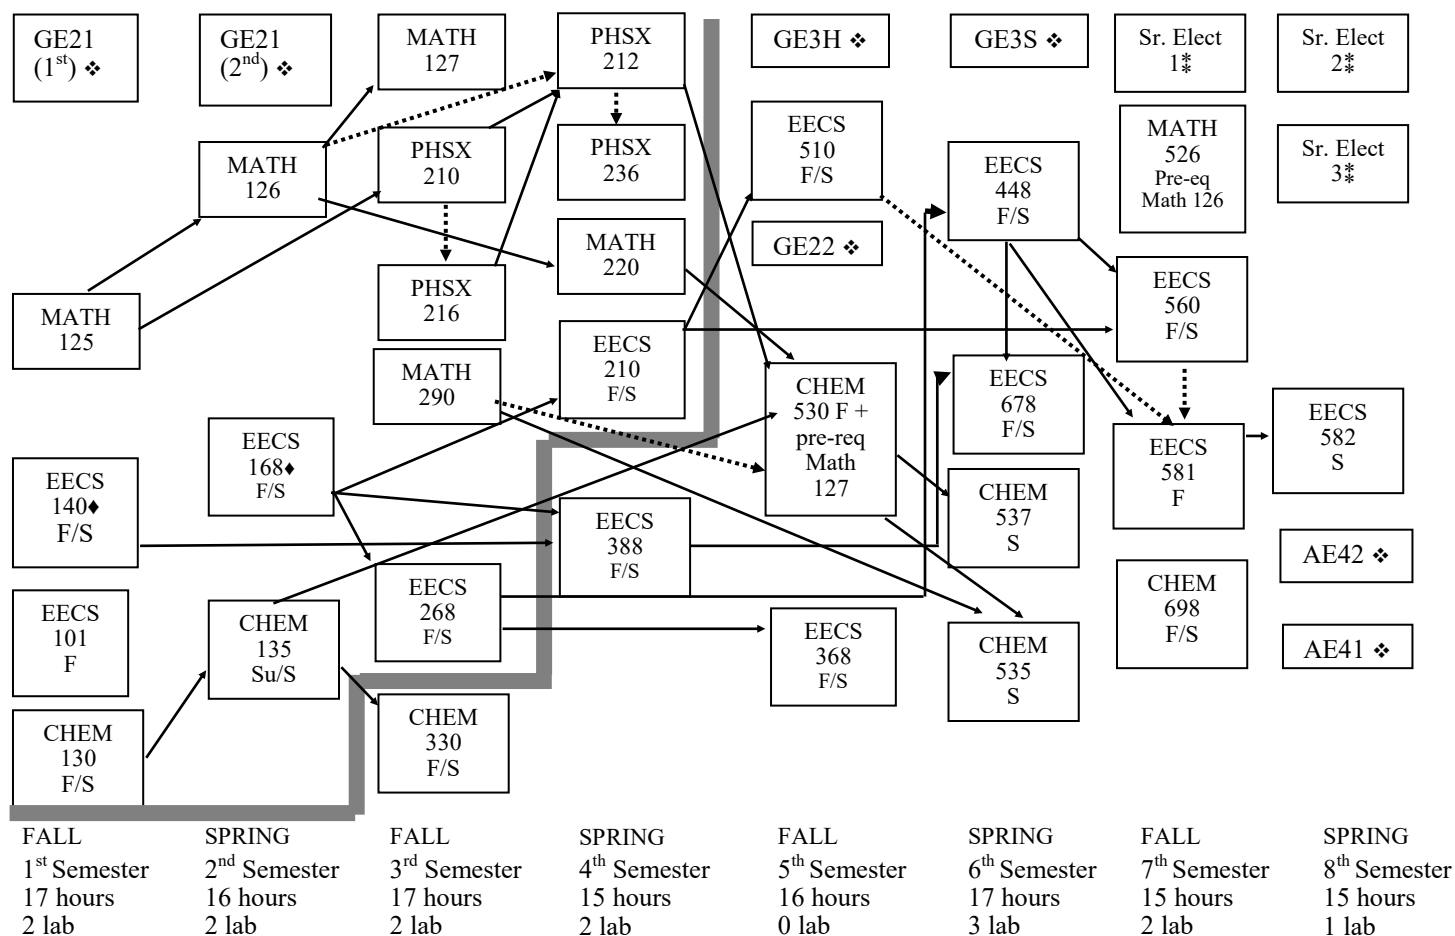 GE21
(1st) ❖
MATH
125
EECS
140♦
F/S
EECS
101
F
CHEM
130
F/S
GE21
(2nd) ❖
MATH
126
EECS
168♦
F/S
CHEM
135
Su/S
MATH
127
PHSX
210
PHSX
216
MATH
290
EECS
268
F/S
CHEM
330
F/S
PHSX
212
PHSX
236
MATH
220
EECS
210
F/S
EECS
388
F/S
GE3H ❖
EECS
510
F/S
GE22 ❖
CHEM
530 F +
pre-req
Math
127
EECS
368
F/S
GE3S ❖
EECS
448
F/S
EECS
678
F/S
CHEM
537
S
CHEM
535
S
Sr. Elect
1⁑
MATH
526
Pre-eq
Math 126
EECS
560
F/S
EECS
581
F
CHEM
698
F/S
Sr. Elect
2⁑
Sr. Elect
3⁑
EECS
582
S
AE42 ❖
AE41 ❖
FALL
1st Semester
17 hours
2 lab
SPRING
2nd Semester
16 hours
2 lab
FALL
3rd Semester
17 hours
2 lab
SPRING
4th Semester
15 hours
2 lab
FALL
5th Semester
16 hours
0 lab
SPRING
6th Semester
17 hours
3 lab
FALL
7th Semester
15 hours
2 lab
SPRING
8th Semester
15 hours
1 lab